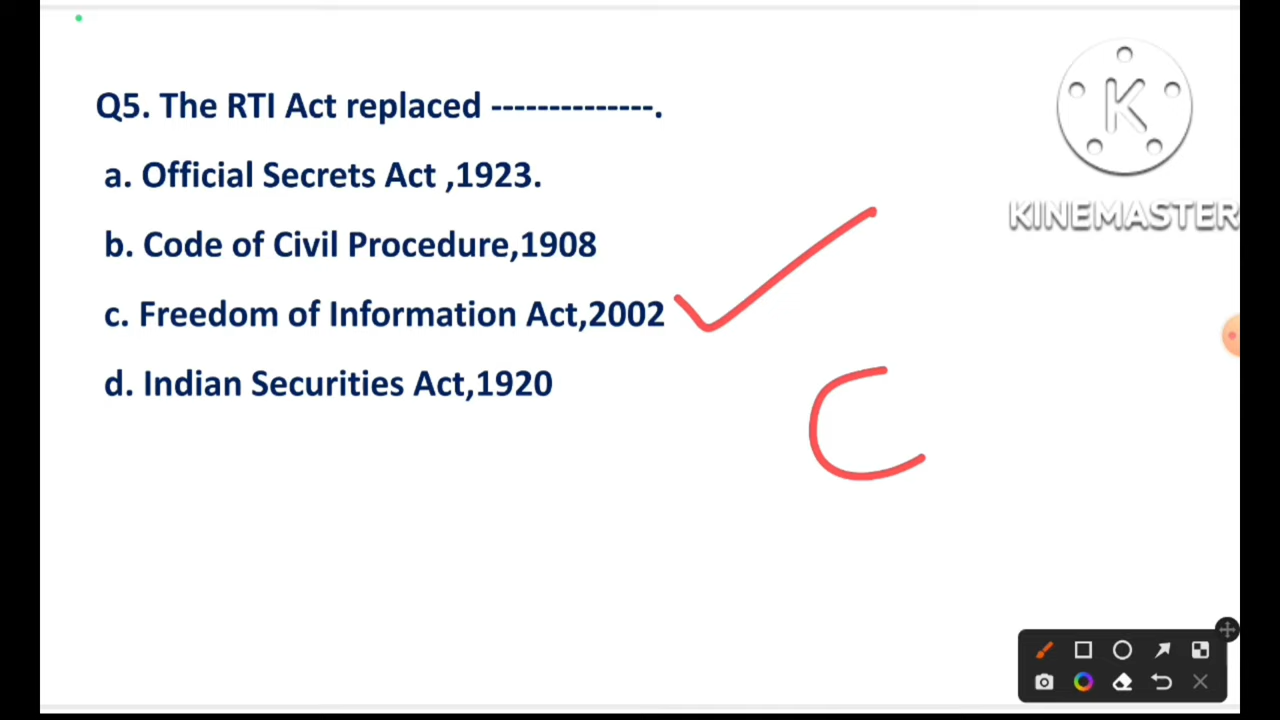 Q5. The RTI Act replaced --------------.
a. Official Secrets Act ,1923.
b. Code of Civil Procedure,1908
c. Freedom of Information Act,2002
d. Indian Securities Act,1920
C
K
KINEMASTER